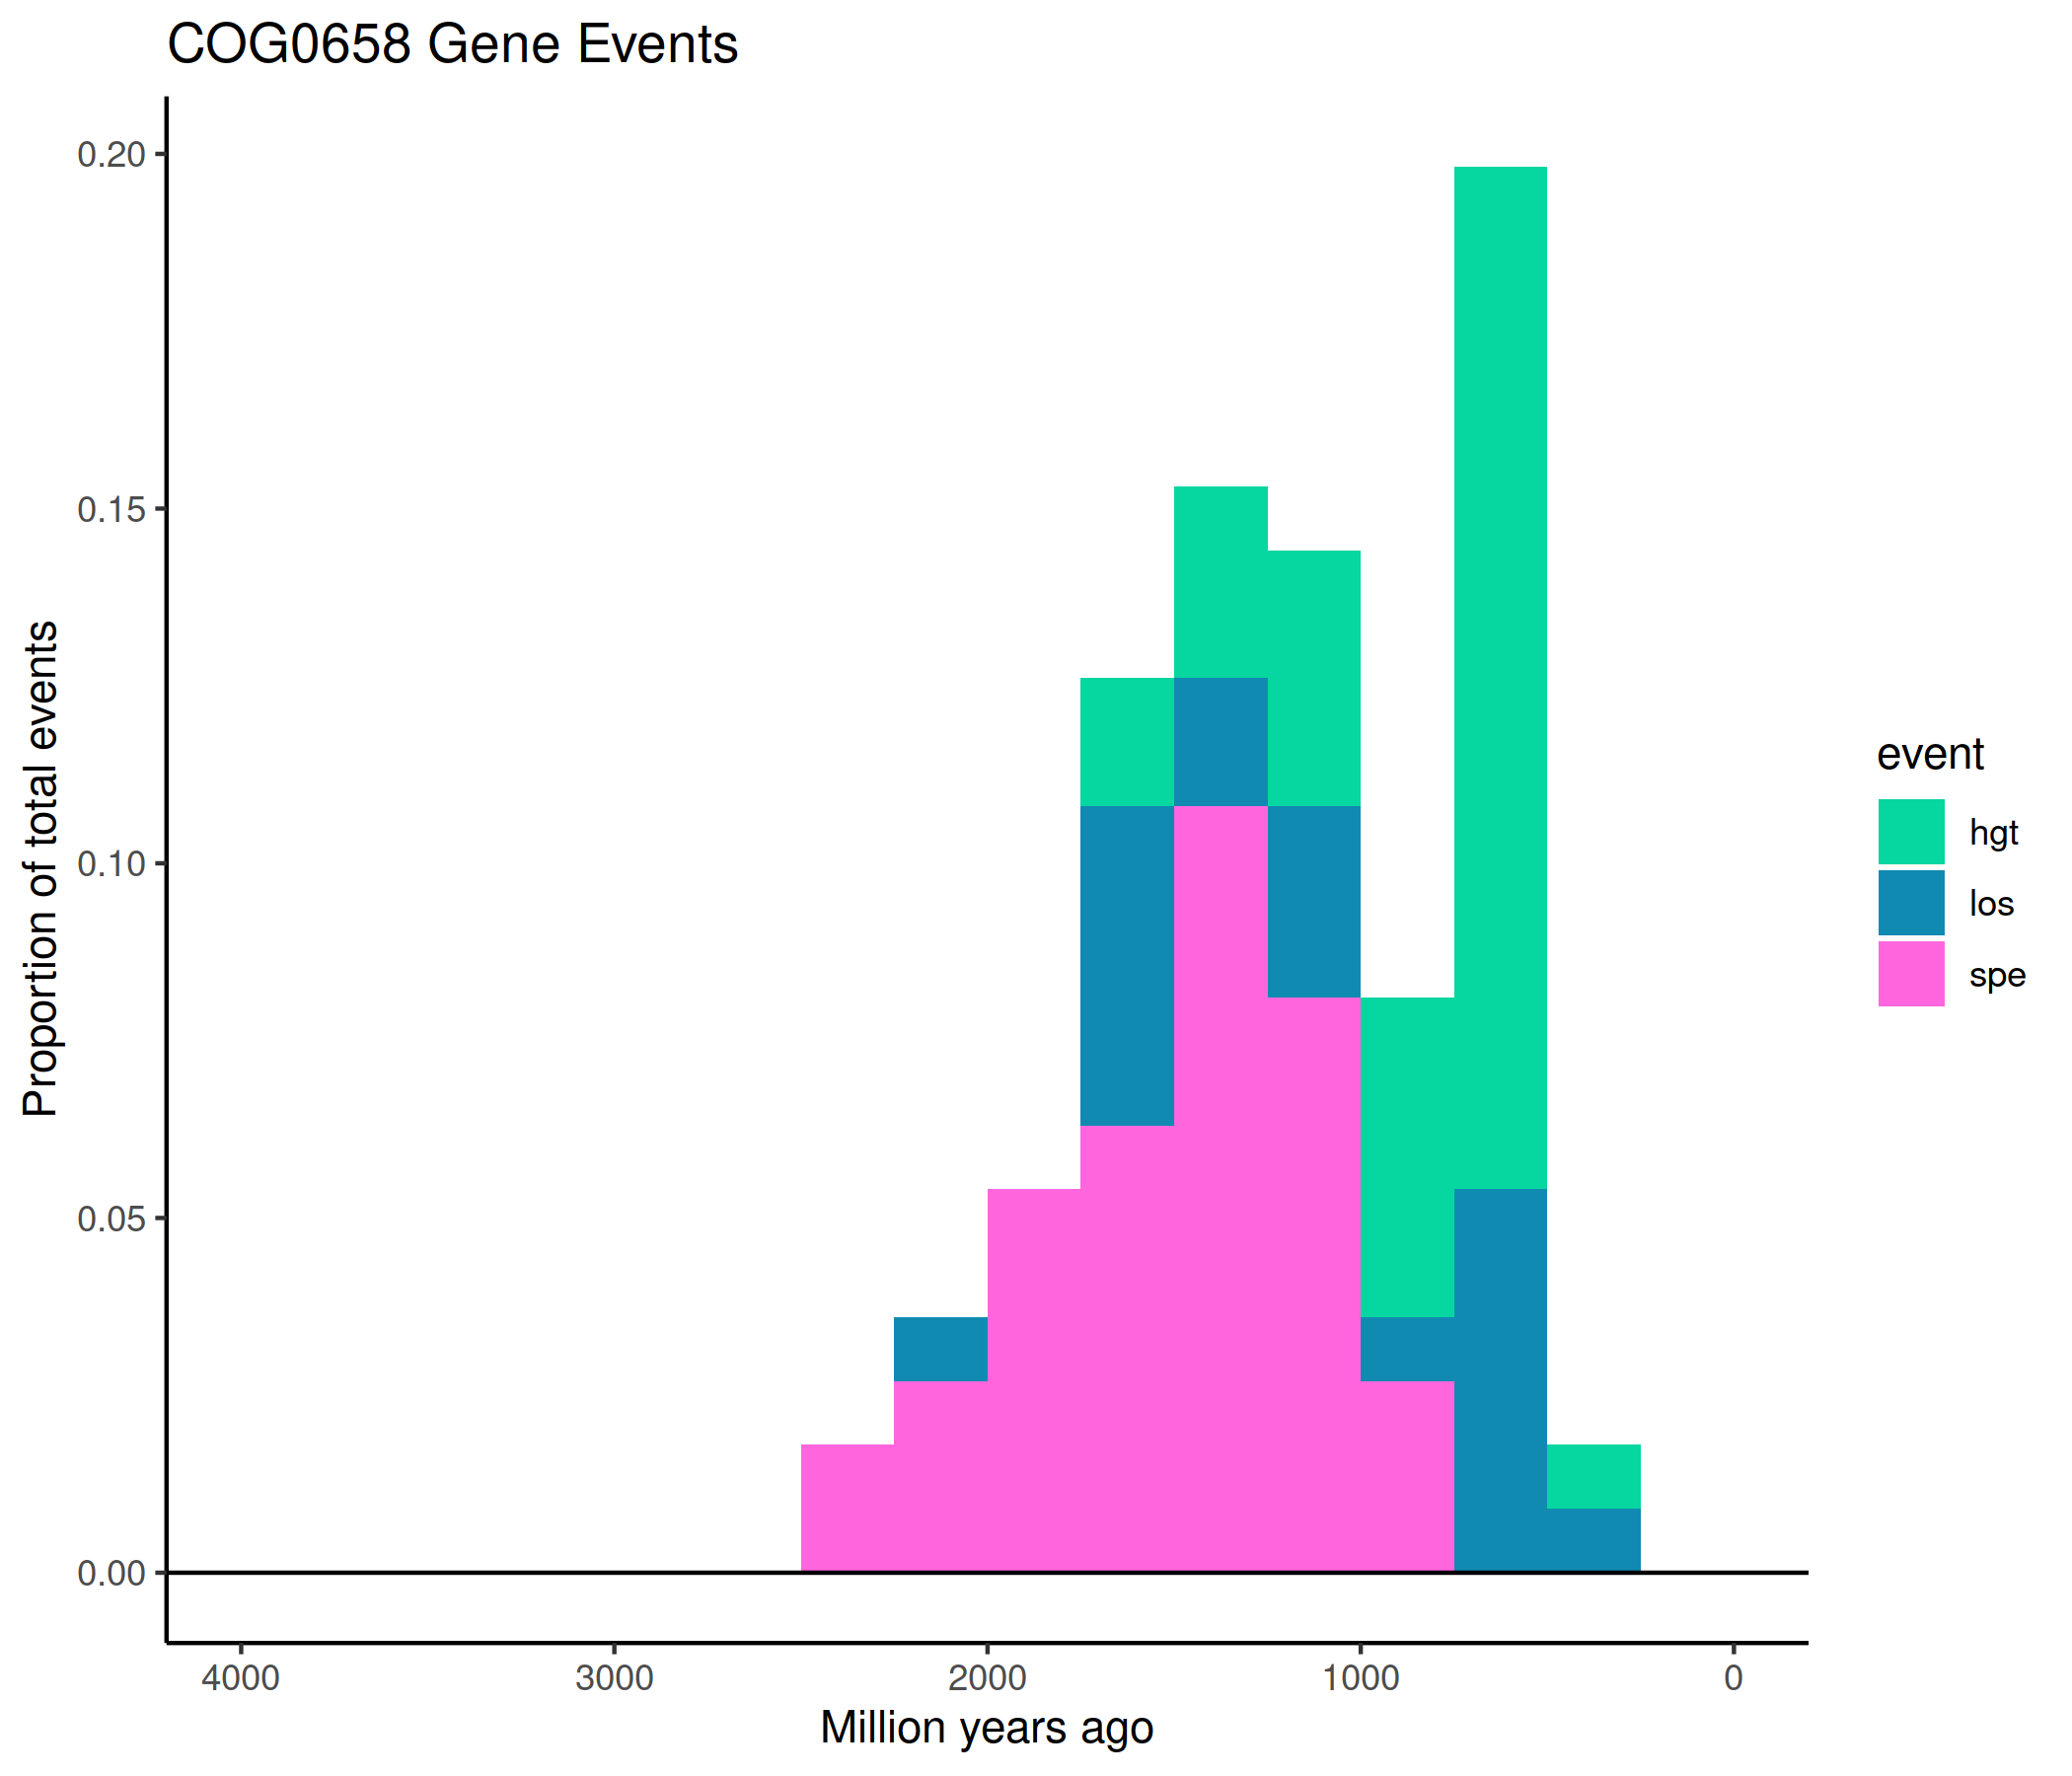 COG0658 Gene Events
Proportion of total events
0.20
0.15
0.10
0.05
0.00
4000 3000 2000 1000 0
Million years ago
event
hgt
los
spe